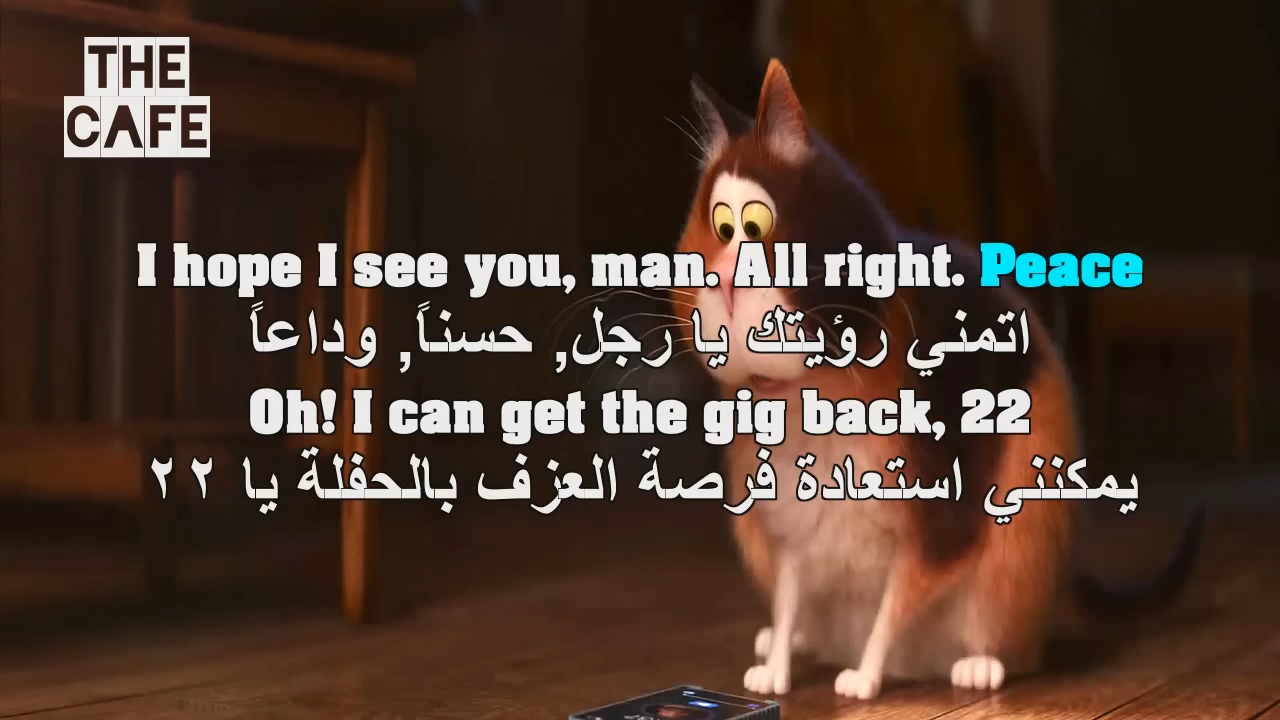 THE
CAFE
I hope I see you, man. All right. Peace
اتمني رؤيتك يا رجل, حسناً, وداعاً
Oh! I can get the gig back, 22
يمكنني استعادة فرصة العزف بالحفلة يا ٢٢